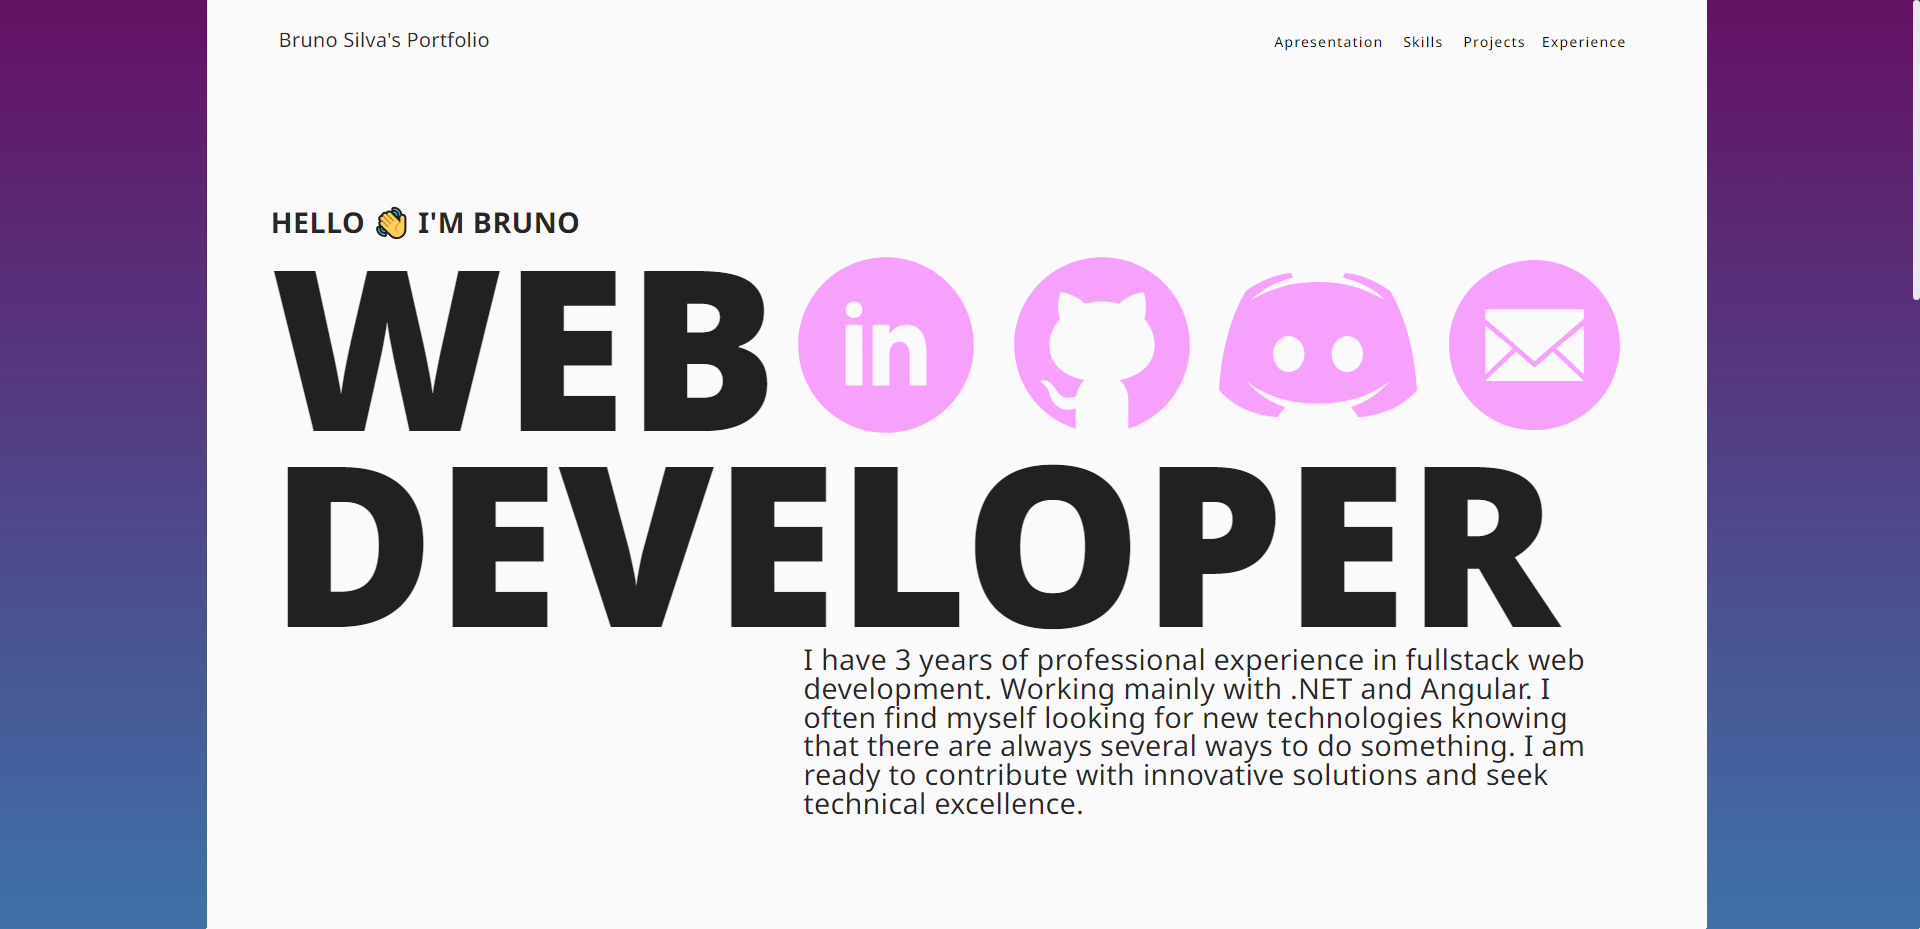 Bruno Silva's Portfolio
Apresentation Skills Projects Experience
HELLO 👋 I'M BRUNO
WEB
in
DEVELOPER
I have 3 years of professional experience in fullstack web
development. Working mainly with .NET and Angular. I
often find myself looking for new technologies knowing
that there are always several ways to do something. I am
ready to contribute with innovative solutions and seek
technical excellence.